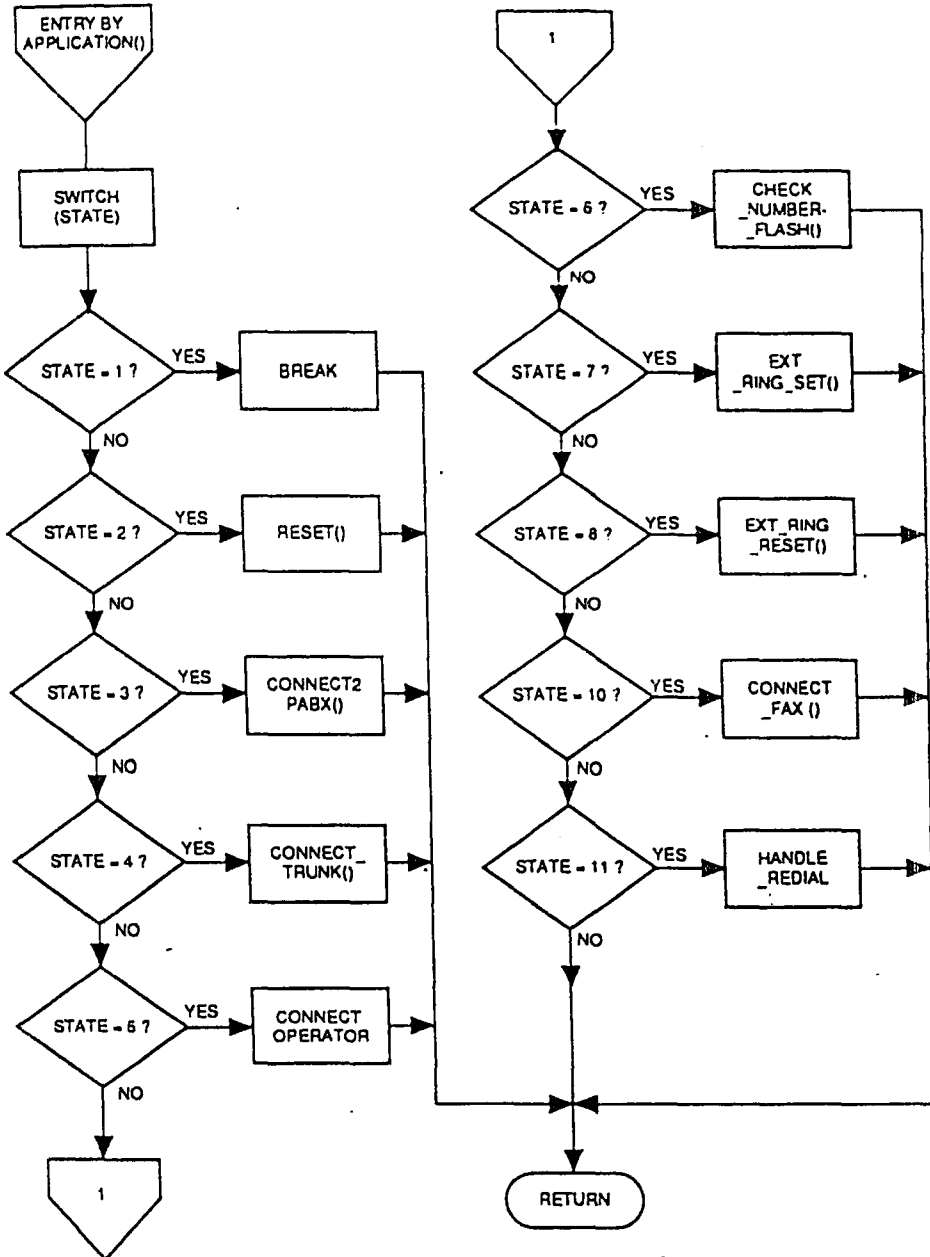 ENTRY BY
APPLICATION()
SWITCH
(STATE)
STATE = 1 ?
YES
BREAK
NO
STATE = 2 ?
YES
RESET()
NO
STATE = 3 ?
YES
CONNECT2
PABX()
NO
STATE = 4 ?
YES
CONNECT_
TRUNK()
NO
STATE = 5 ?
YES
CONNECT
OPERATOR
NO
1
1
STATE = 6 ?
YES
CHECK
_NUMBER-
_FLASH()
NO
STATE = 7 ?
YES
EXT
_RING_SET()
NO
STATE = 8 ?
YES
EXT_RING
_RESET()
NO
STATE = 10 ?
YES
CONNECT
_FAX ()
NO
STATE = 11 ?
YES
HANDLE
_REDIAL
NO
RETURN